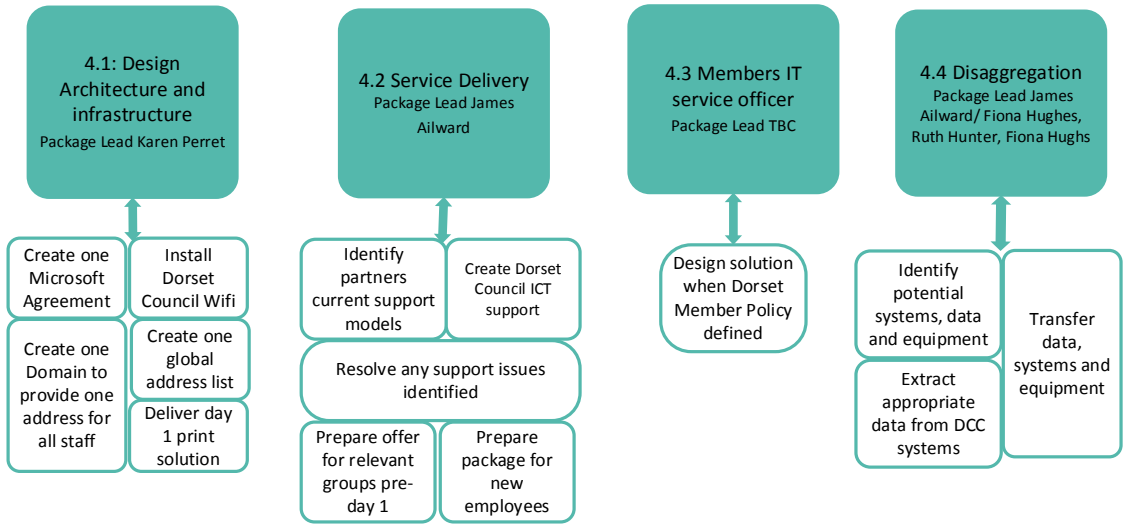 4.1: Design
Architecture and
infrastructure
Package Lead Karen Perret
Create one
Microsoft
Agreement
Install
Dorset
Council Wifi
Create one
Domain to
provide one
address for
all staff
Create one
global
address list
Deliver day
1 print
solution
4.2 Service Delivery
Package Lead James
Ailward
Identify
partners
current support
models
Create Dorset
Council ICT
support
Resolve any support issues
identified
Prepare offer
for relevant
groups pre-
day 1
Prepare
package for
new
employees
4.3 Members IT
service officer
Package Lead TBC
Design solution
when Dorset
Member Policy
defined
4.4 Disaggregation
Package Lead James
Ailward/ Fiona Hughes,
Ruth Hunter, Fiona Hughs
Identify
potential
systems, data
and equipment
Extract
appropriate
data from DCC
systems
Transfer
data,
systems and
equipment